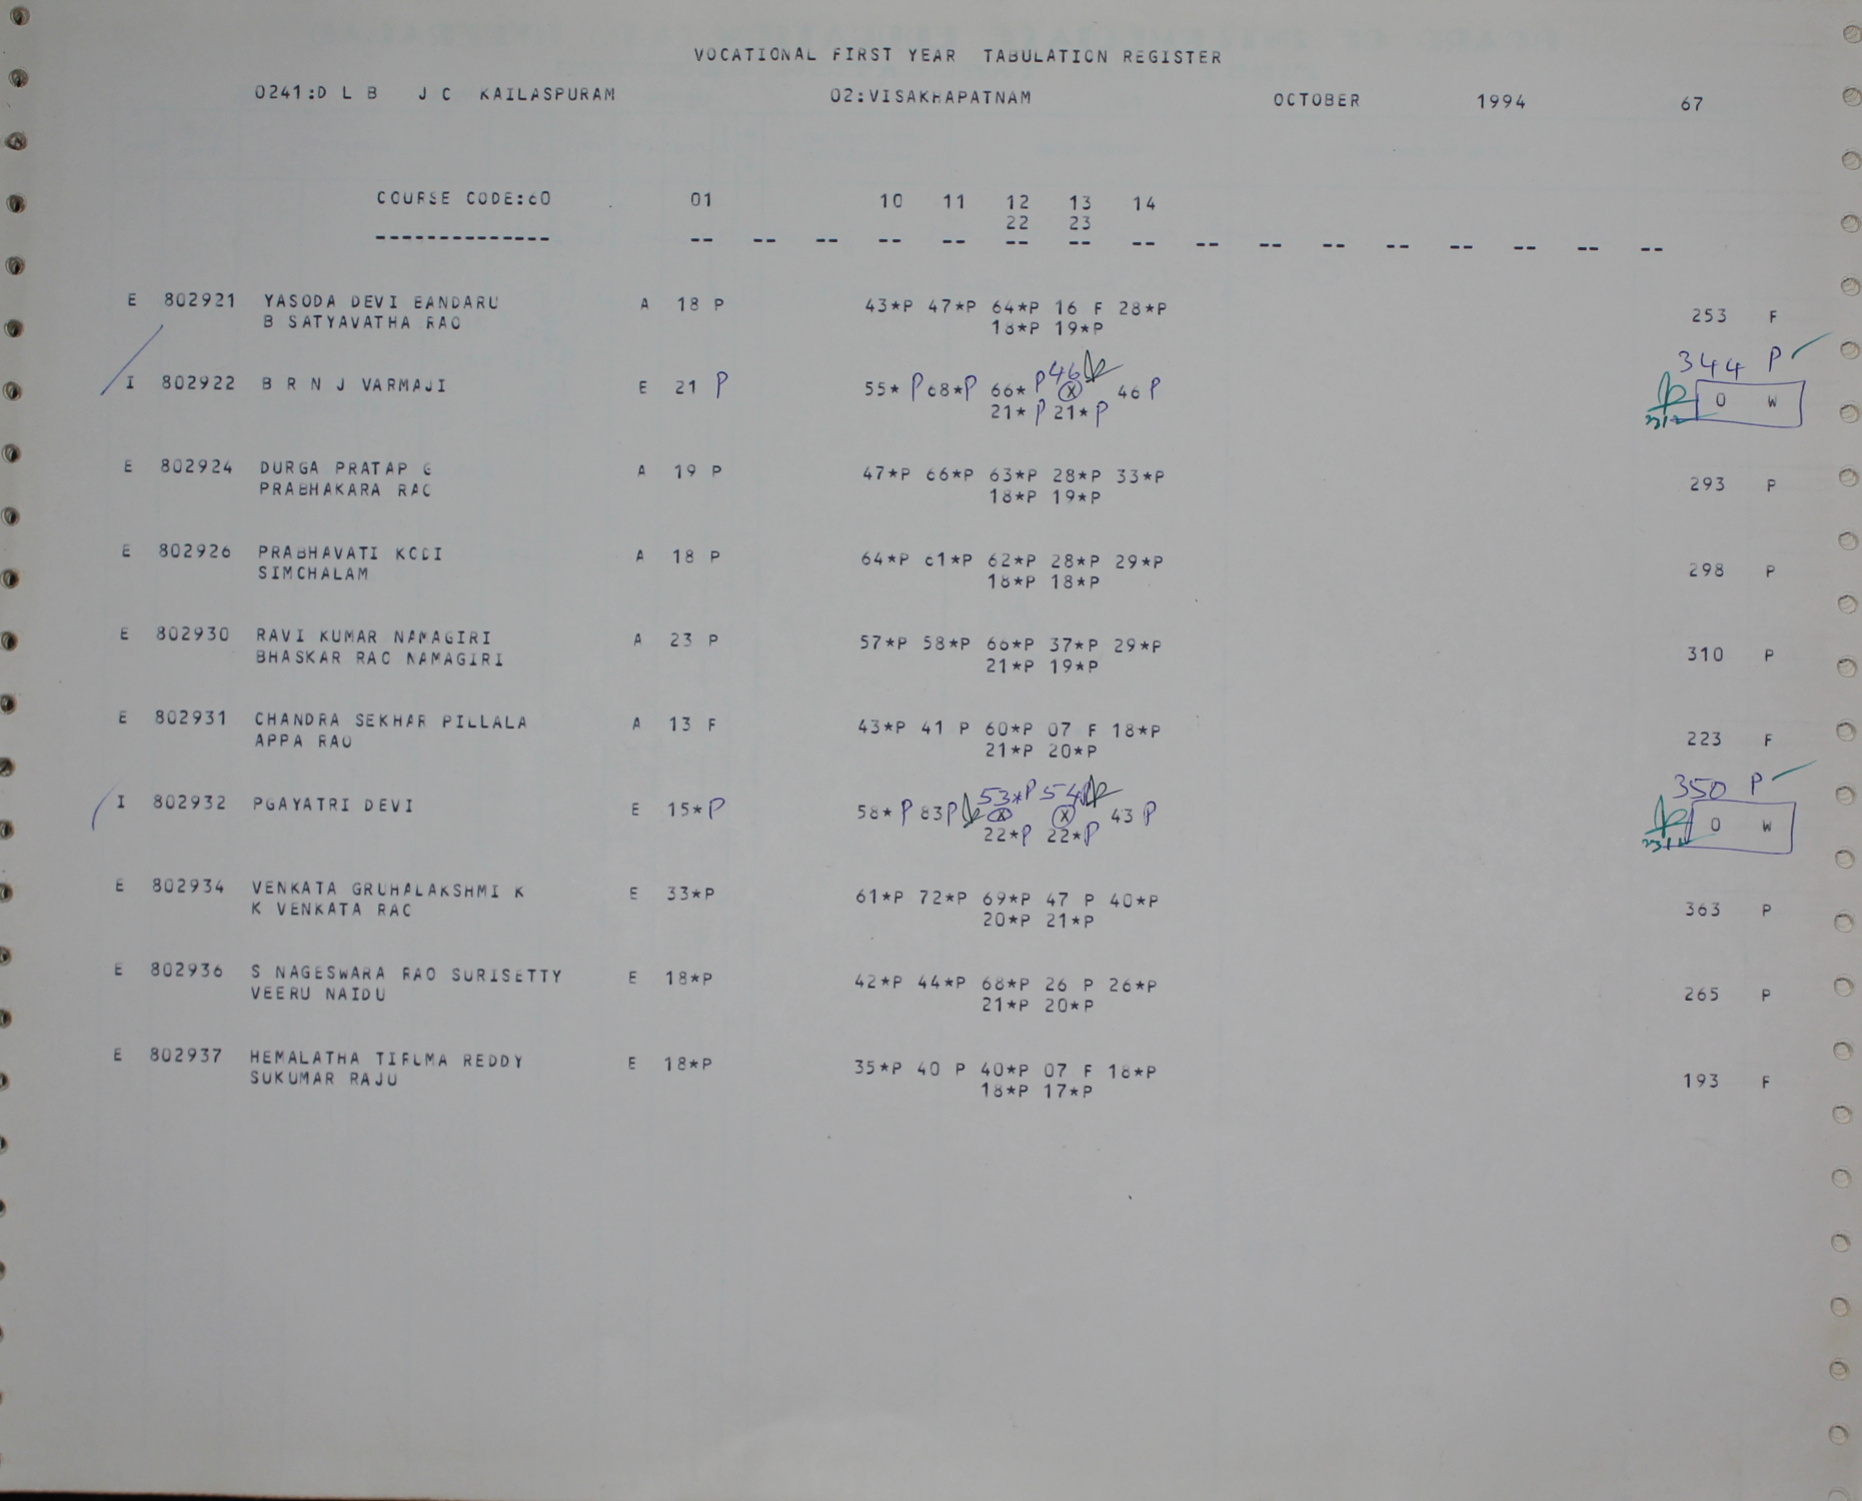 VOCATIONAL FIRST YEAR TABULATION REGISTER
0241:D L B J C KAILASPURAM 02:VISAKHAPATNAM OCTOBER 1994 67
COURSE CODE:60 01 10 11 12 13 14
22 23
-------------- -- -- -- -- -- -- -- -- -- -- -- -- -- -- -- --
E 802921 YASODA DEVI BANDARU A 18 P 43*P 47*P 64*P 16 F 28*P 253 F
B SATYAVATHA RAO 18*P 19*P
344 P
46
I 802922 B R N J VARMAJI E 21 P 55* P 68*P 66* P X 46 P 0 W
21* P 21* P
E 802924 DURGA PRATAP G A 19 P 47*P 66*P 63*P 28*P 33*P 293 P
PRABHAKARA RAO 18*P 19*P
E 802926 PRABHAVATI KODI A 18 P 64*P 61*P 62*P 28*P 29*P 298 P
SIMCHALAM 18*P 18*P
E 802930 RAVI KUMAR NAMAGIRI A 23 P 57*P 58*P 66*P 37*P 29*P 310 P
BHASKAR RAO NAMAGIRI 21*P 19*P
E 802931 CHANDRA SEKHAR PILLALA A 13 F 43*P 41 P 60*P 07 F 18*P 223 F
APPA RAO 21*P 20*P
350 P
53*P 54
I 802932 PGAYATRI DEVI E 15*P 58* P 83P X X 43 P 0 W
22*P 22*P
E 802934 VENKATA GRUHALAKSHMI K E 33*P 61*P 72*P 69*P 47 P 40*P 363 P
K VENKATA RAO 20*P 21*P
E 802936 S NAGESWARA RAO SURISETTY E 18*P 42*P 44*P 68*P 26 P 26*P 265 P
VEERU NAIDU 21*P 20*P
E 802937 HEMALATHA REDDY E 18*P 35*P 40 P 40*P 07 F 18*P 193 F
SUKUMAR RAJU 18*P 17*P